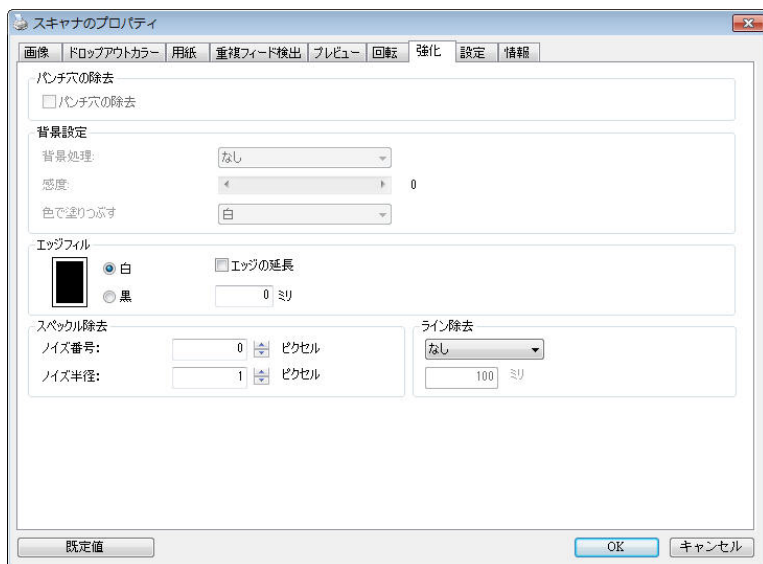 スキャナのプロパティ
画像 ドロップアウトカラー 用紙 重複フィード検出 プレビュー 回転 強化 設定 情報
パンチ穴の除去
パンチ穴の除去
背景設定
背景処理: なし
感度: 0
色で塗りつぶす 白
エッジフィル
白 エッジの延長
黒 0 ミリ
スペックル除去 ライン除去
ノイズ番号: 0 ピクセル なし
ノイズ半径: 1 ピクセル 100 ミリ
既定値 OK キャンセル